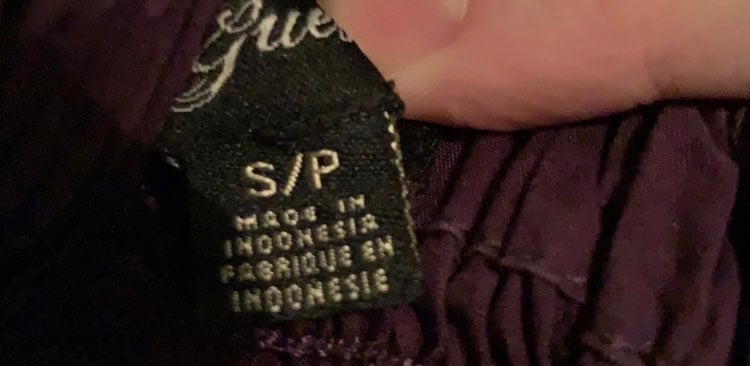 S/P
MADE IN
INDONESIA
FABRIQUE EN
INDONESIE